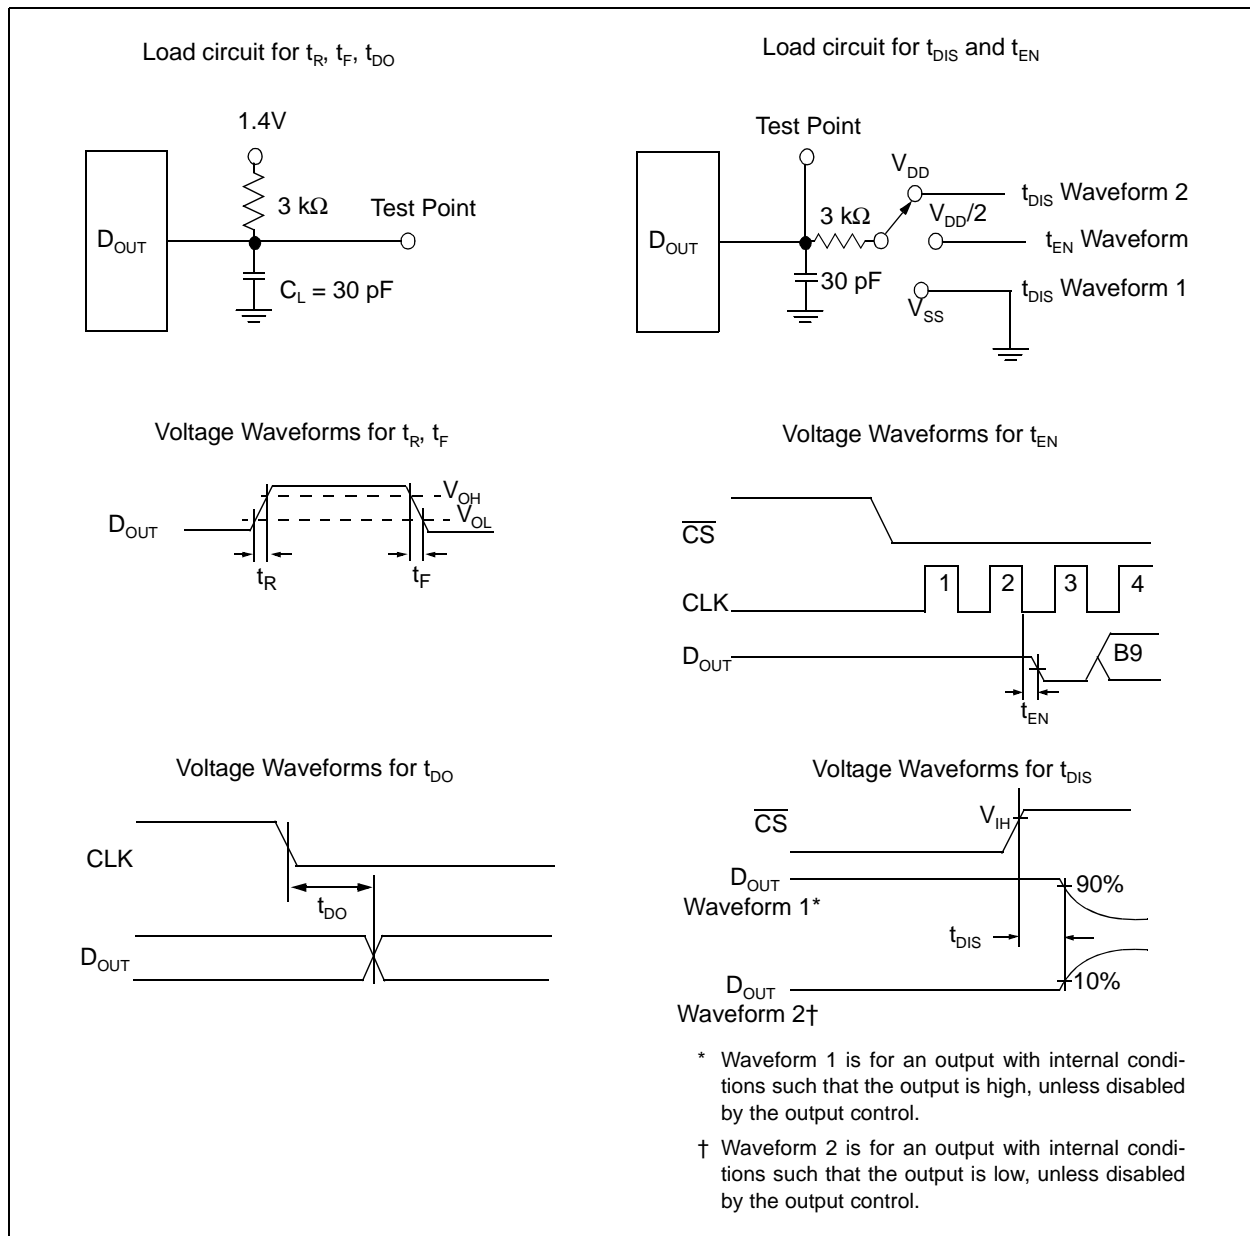 Load circuit for tR, tF, tDO
1.4V
3 kΩ
Test Point
DOUT
CL = 30 pF
Load circuit for tDIS and tEN
Test Point
VDD
tDIS Waveform 2
3 kΩ
VDD/2
DOUT
tEN Waveform
30 pF
tDIS Waveform 1
VSS
Voltage Waveforms for tR, tF
VOH
DOUT
VOL
tR
tF
Voltage Waveforms for tEN
CS
1 2 3 4
CLK
DOUT
B9
tEN
Voltage Waveforms for tDO
CLK
tDO
DOUT
Voltage Waveforms for tDIS
VIH
CS
DOUT
90%
Waveform 1*
tDIS
DOUT
10%
Waveform 2†
* Waveform 1 is for an output with internal condi-
tions such that the output is high, unless disabled
by the output control.
† Waveform 2 is for an output with internal condi-
tions such that the output is low, unless disabled
by the output control.